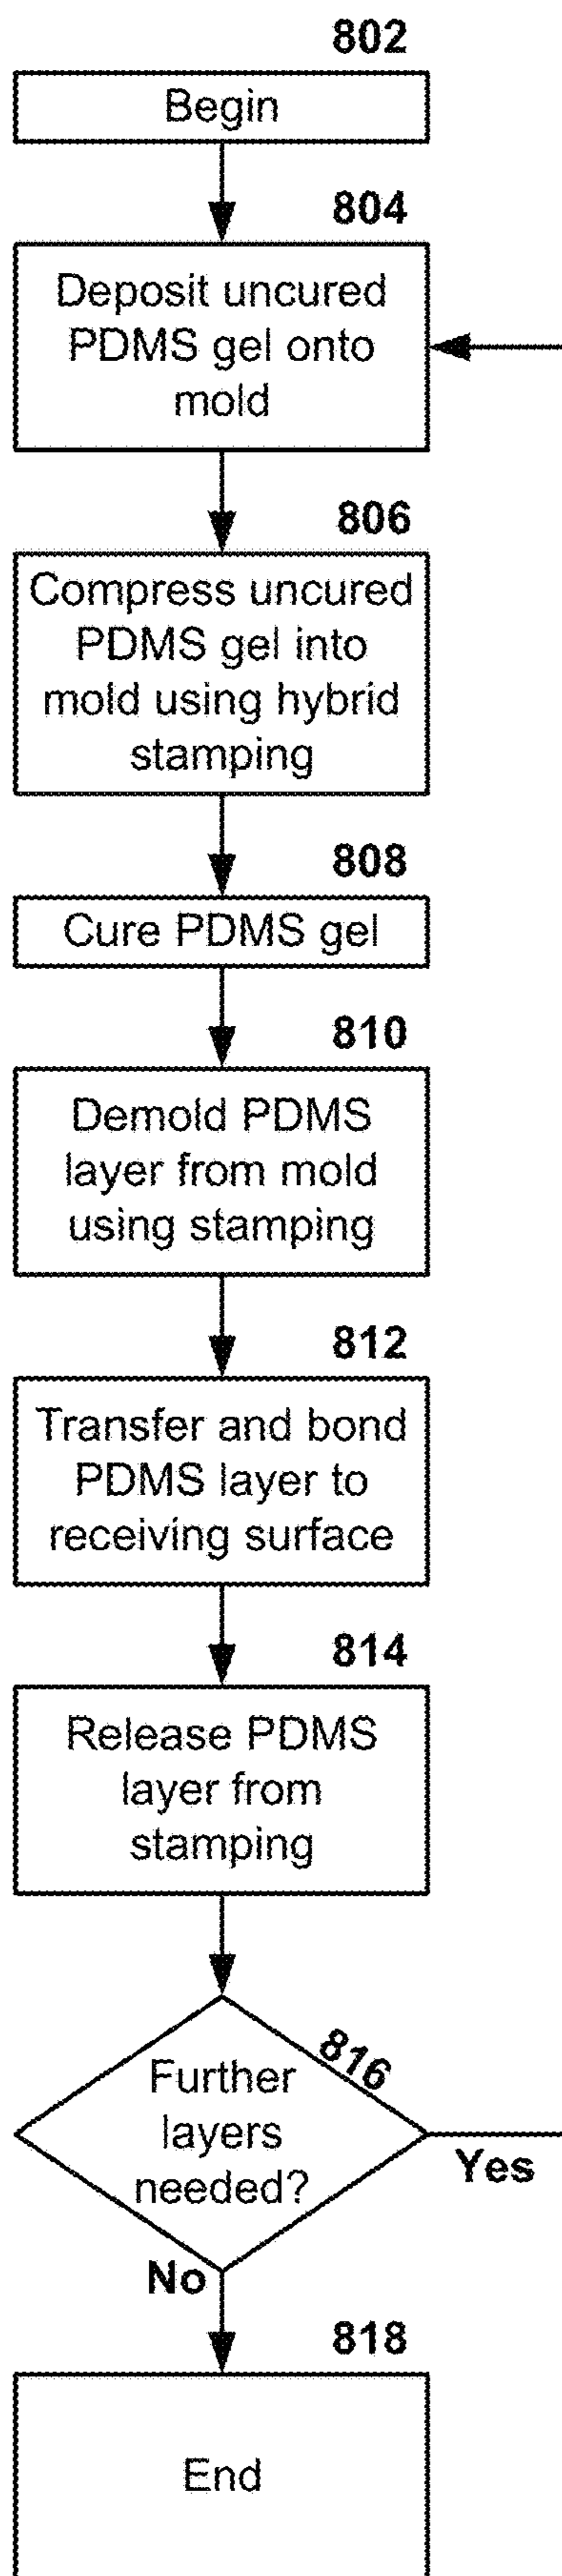 802
Begin
804
Deposit uncured
PDMS gel onto
mold
806
Compress uncured
PDMS gel into
mold using hybrid
stamping
808
Cure PDMS gel
810
Demold PDMS
layer from mold
using stamping
812
Transfer and bond
PDMS layer to
receiving surface
814
Release PDMS
layer from
stamping
816
Further
layers
needed?
Yes
No
818
End